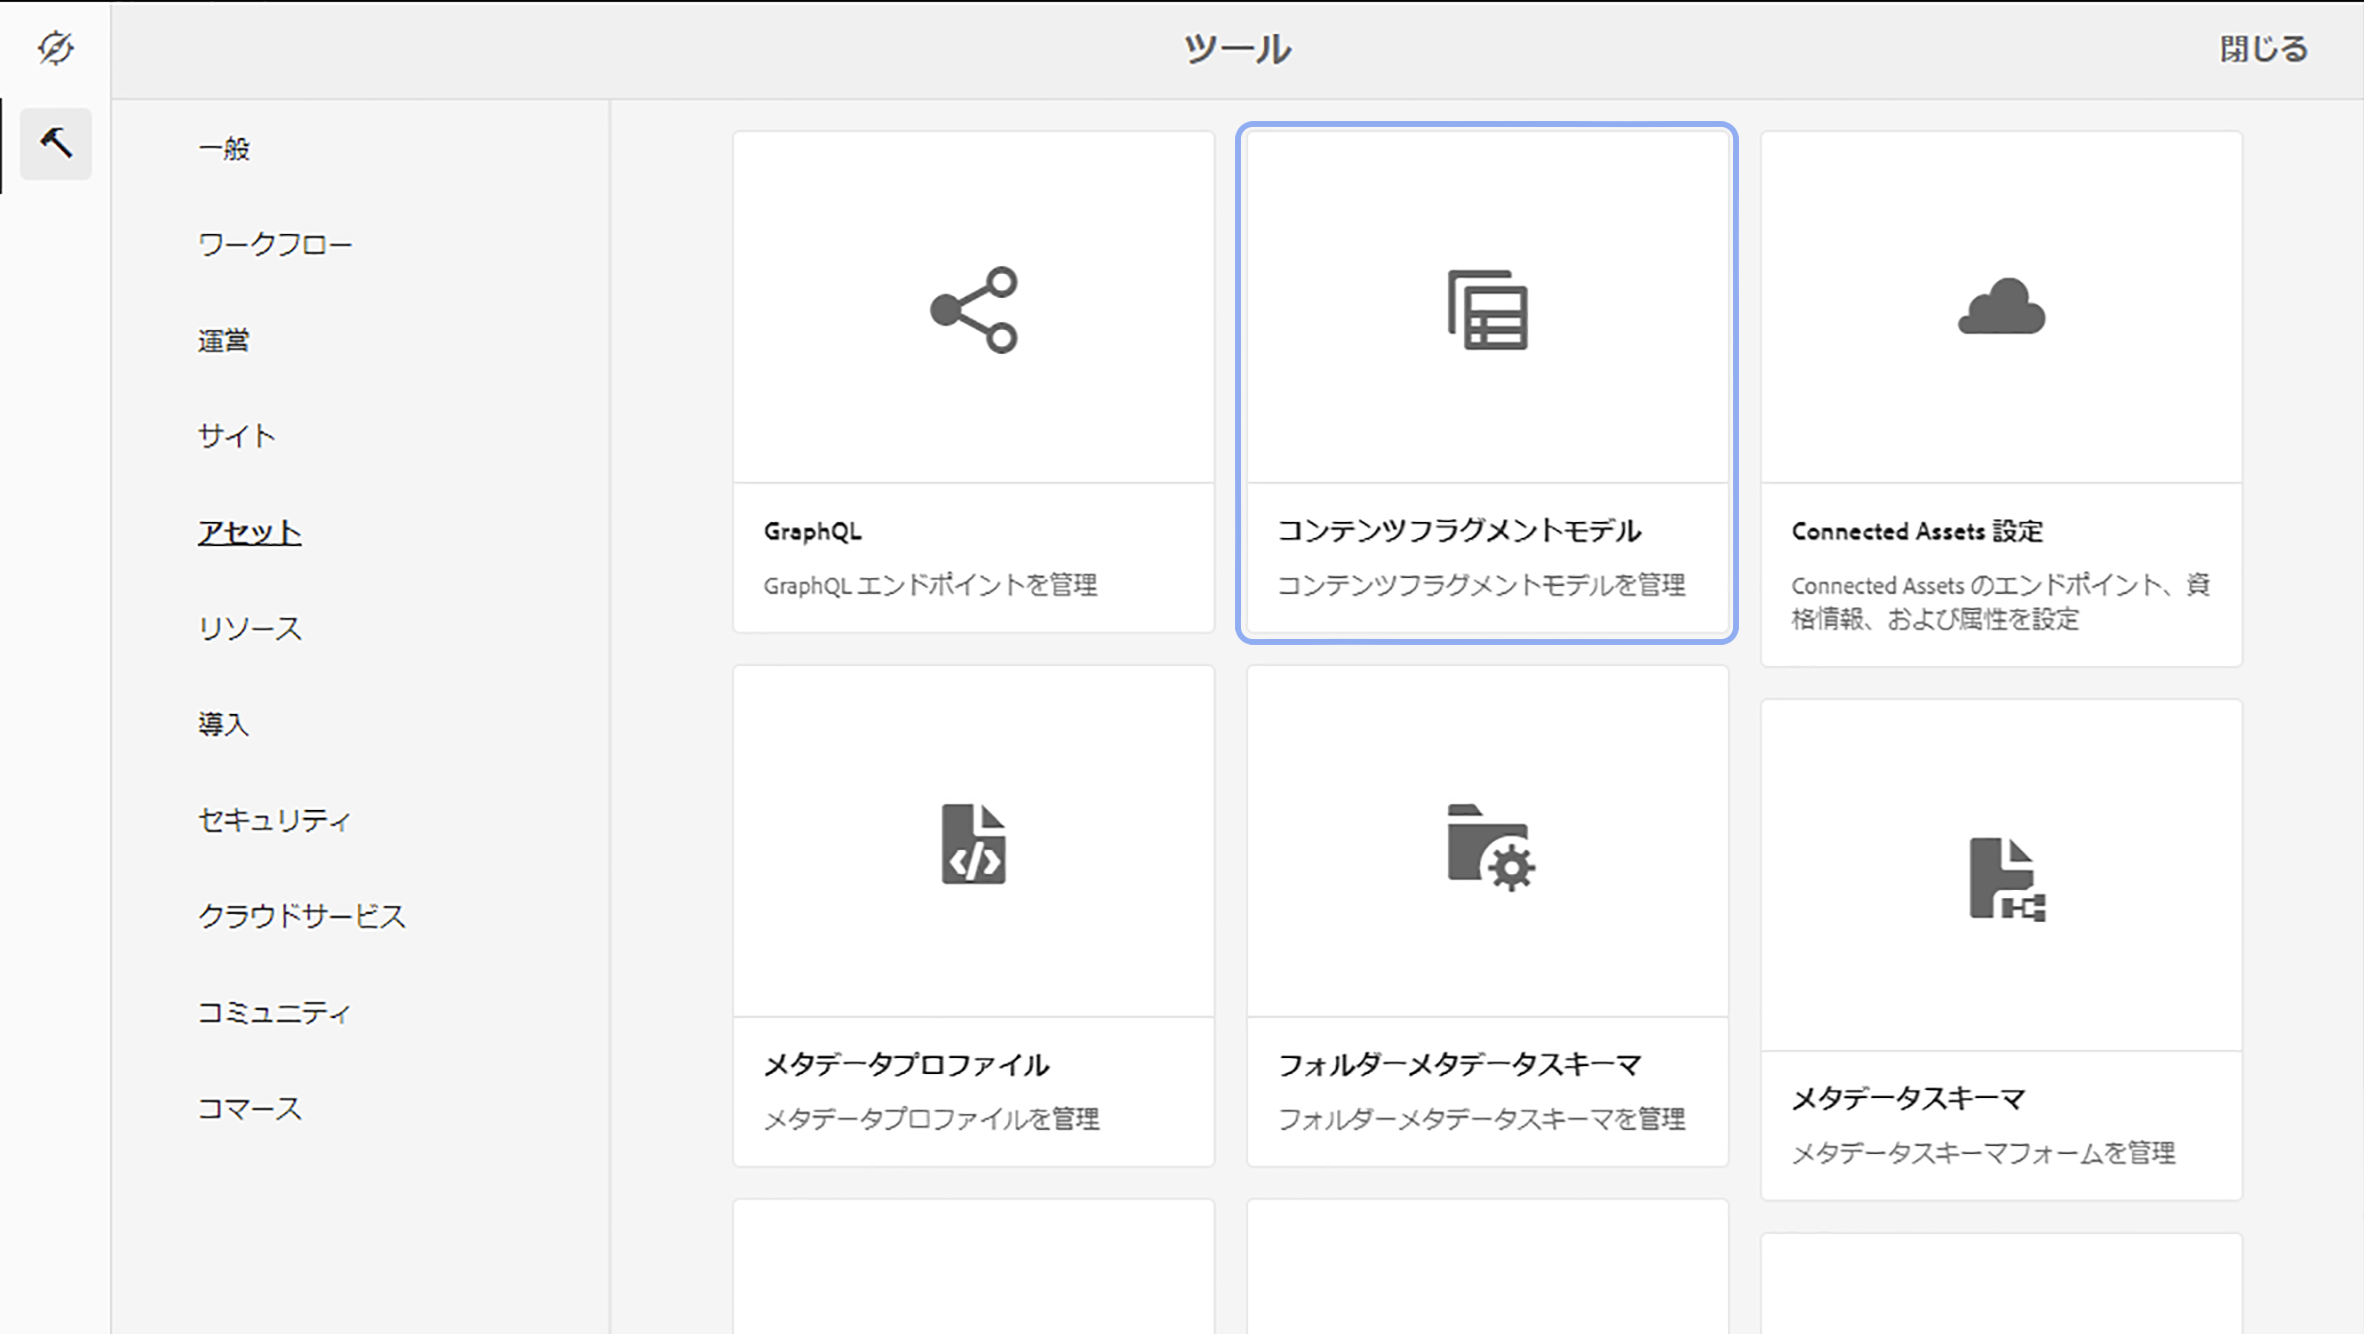 ツール
閉じる
一般
ワークフロー
運営
サイト
アセット
リソース
導入
セキュリティ
クラウドサービス
コミュニティ
コマース
GraphQL
GraphQL エンドポイントを管理
コンテンツフラグメントモデル
コンテンツフラグメントモデルを管理
Connected Assets 設定
Connected Assets のエンドポイント、資
格情報、および属性を設定
メタデータプロファイル
メタデータプロファイルを管理
フォルダーメタデータスキーマ
フォルダーメタデータスキーマを管理
メタデータスキーマ
メタデータスキーマフォームを管理